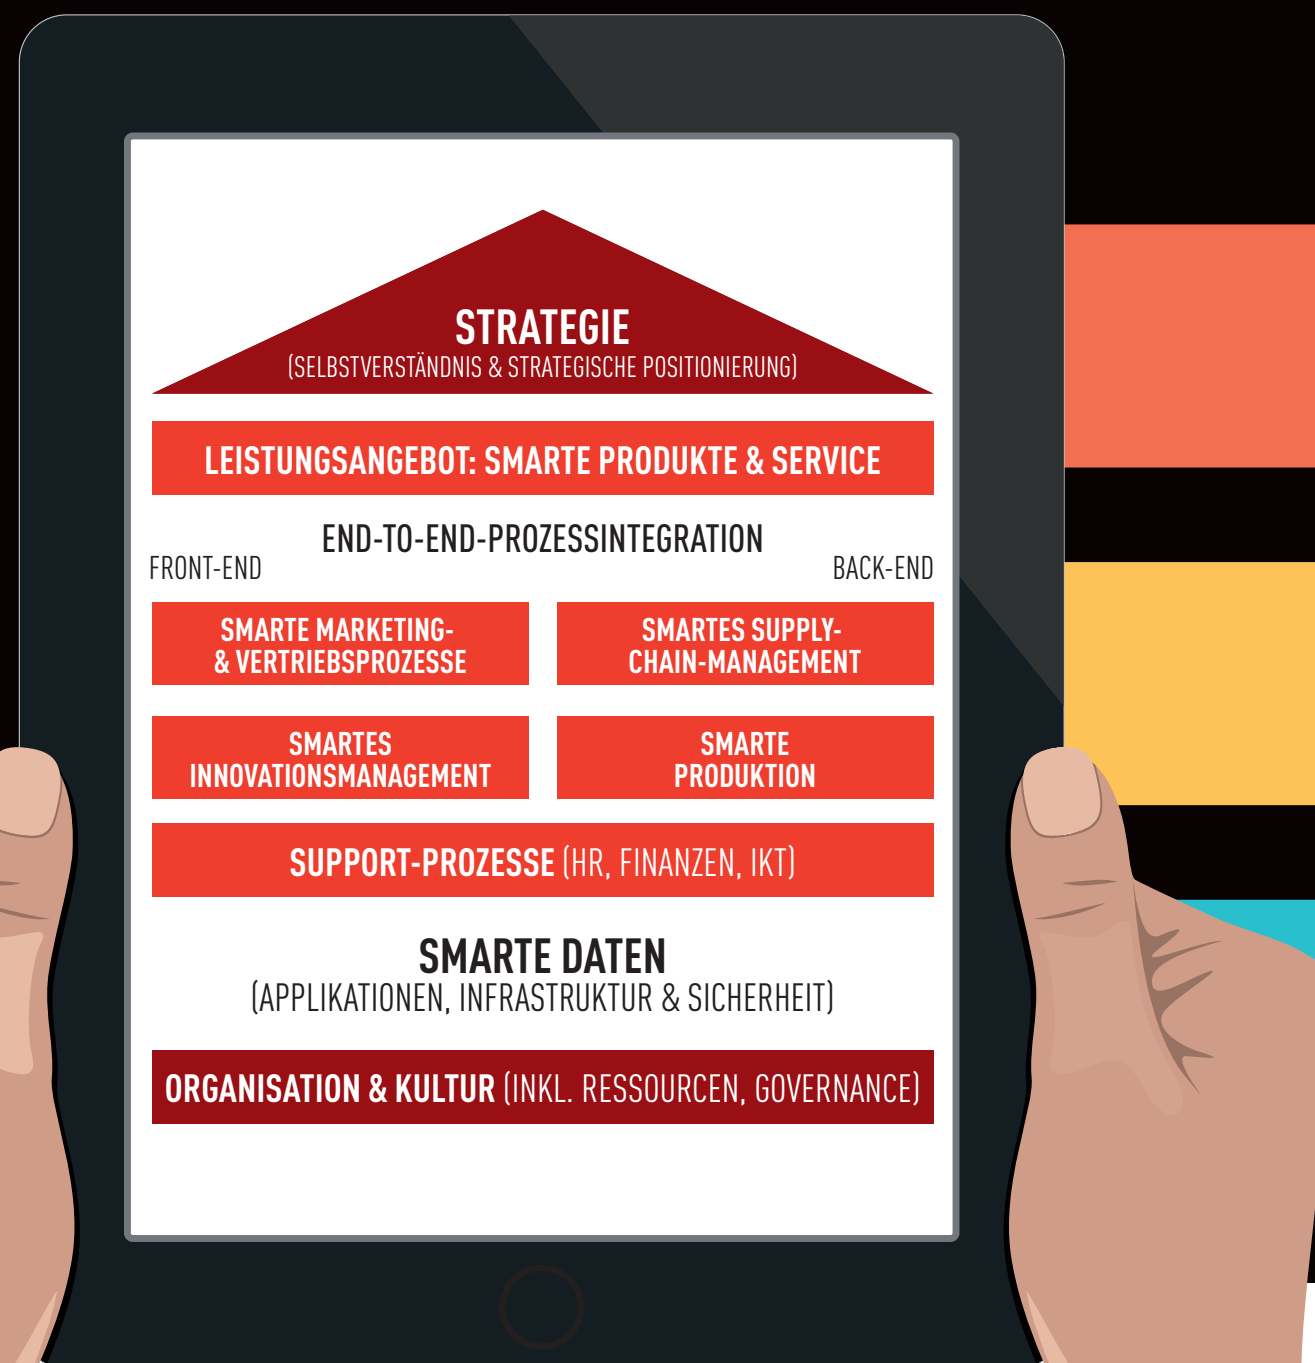 STRATEGIE
(SELBSTVERSTÄNDNIS & STRATEGISCHE POSITIONIERUNG)
LEISTUNGSANGEBOT: SMARTE PRODUKTE & SERVICE
END-TO-END-PROZESSINTEGRATION
FRONT-END
BACK-END
SMARTE MARKETING-
& VERTRIEBSPROZESSE
SMARTES SUPPLY-
CHAIN-MANAGEMENT
SMARTES
INNOVATIONSMANAGEMENT
SMARTE
PRODUKTION
SUPPORT-PROZESSE (HR, FINANZEN, IKT)
SMARTE DATEN
(APPLIKATIONEN, INFRASTRUKTUR & SICHERHEIT)
ORGANISATION & KULTUR (INKL. RESSOURCEN, GOVERNANCE)